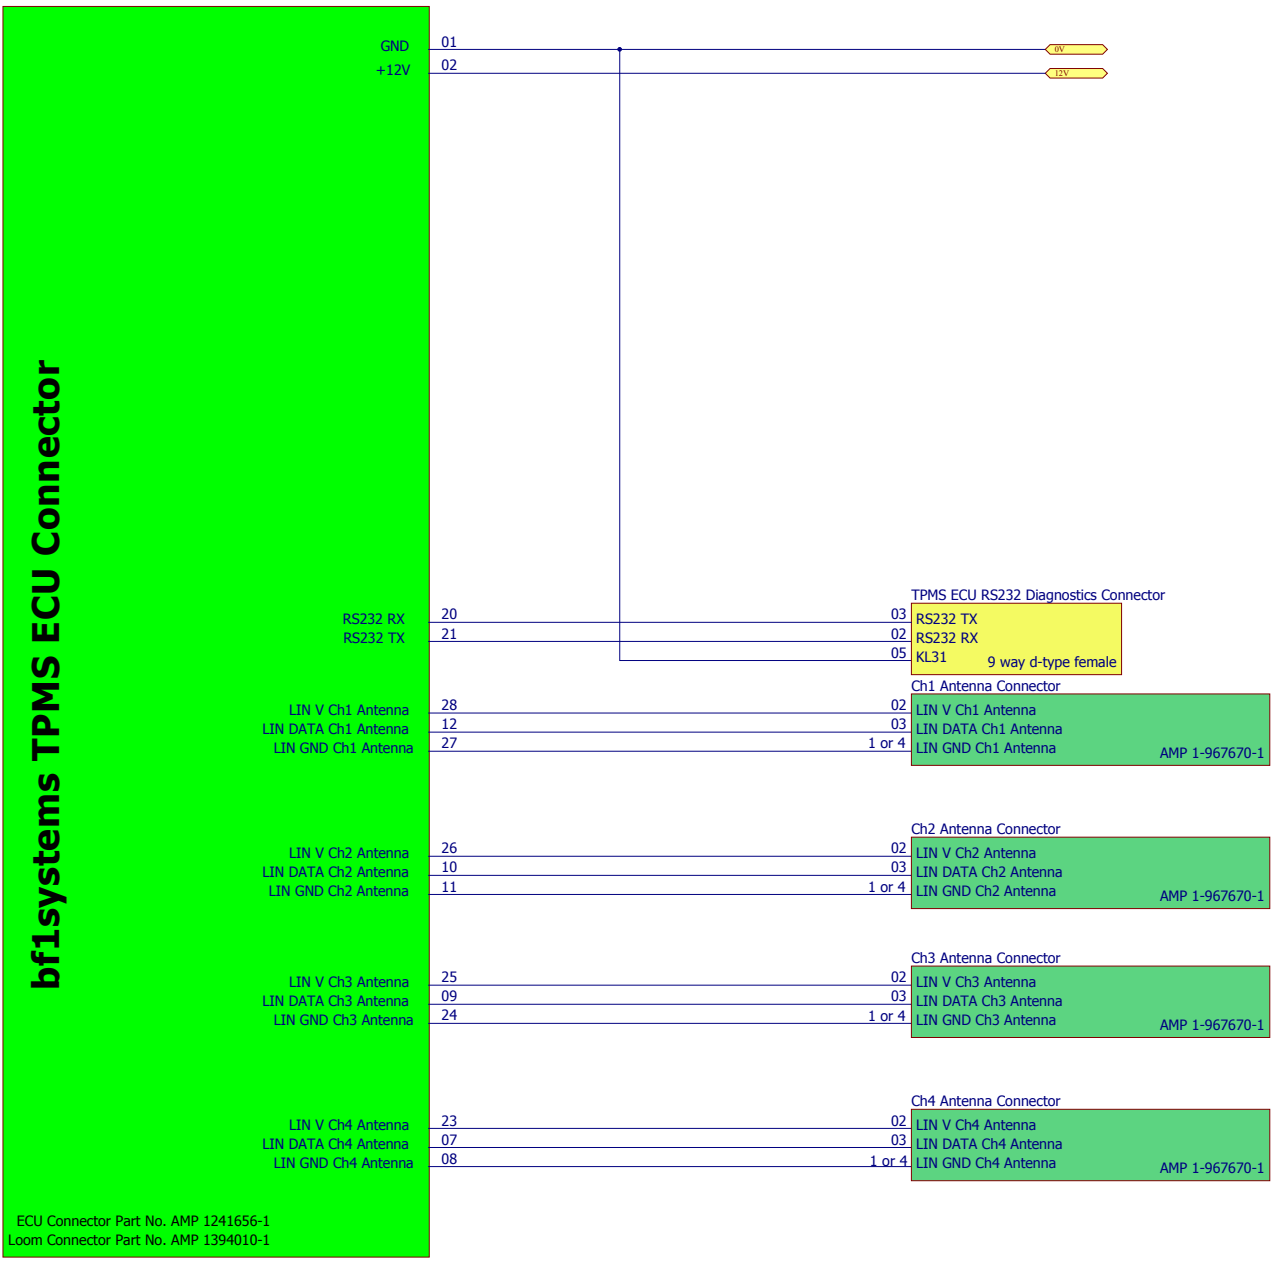 bf1systems TPMS ECU Connector
GND 01 0V
+12V 02 12V
TPMS ECU RS232 Diagnostics Connector
RS232 RX 20 03 RS232 TX
RS232 TX 21 02 RS232 RX
05 KL31 9 way d-type female
Ch1 Antenna Connector
LIN V Ch1 Antenna 28 02 LIN V Ch1 Antenna
LIN DATA Ch1 Antenna 12 03 LIN DATA Ch1 Antenna
LIN GND Ch1 Antenna 27 1 or 4 LIN GND Ch1 Antenna AMP 1-967670-1
Ch2 Antenna Connector
LIN V Ch2 Antenna 26 02 LIN V Ch2 Antenna
LIN DATA Ch2 Antenna 10 03 LIN DATA Ch2 Antenna
LIN GND Ch2 Antenna 11 1 or 4 LIN GND Ch2 Antenna AMP 1-967670-1
Ch3 Antenna Connector
LIN V Ch3 Antenna 25 02 LIN V Ch3 Antenna
LIN DATA Ch3 Antenna 09 03 LIN DATA Ch3 Antenna
LIN GND Ch3 Antenna 24 1 or 4 LIN GND Ch3 Antenna AMP 1-967670-1
Ch4 Antenna Connector
LIN V Ch4 Antenna 23 02 LIN V Ch4 Antenna
LIN DATA Ch4 Antenna 07 03 LIN DATA Ch4 Antenna
LIN GND Ch4 Antenna 08 1 or 4 LIN GND Ch4 Antenna AMP 1-967670-1
ECU Connector Part No. AMP 1241656-1
Loom Connector Part No. AMP 1394010-1